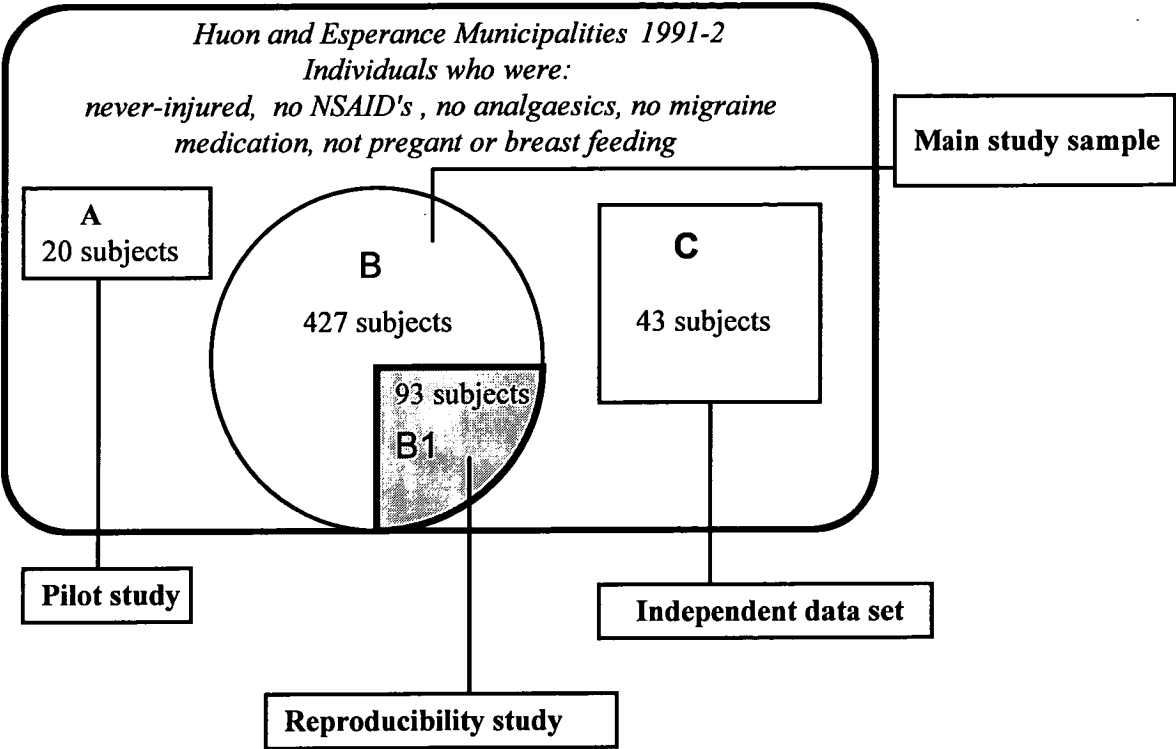 Huon and Esperance Municipalities 1991-2
Individuals who were:
never-injured, no NSAID's , no analgaesics, no migraine
medication, not pregant or breast feeding
Main study sample
A
20 subjects
B
427 subjects
C
43 subjects
93 subjects
B1
Pilot study
Independent data set
Reproducibility study